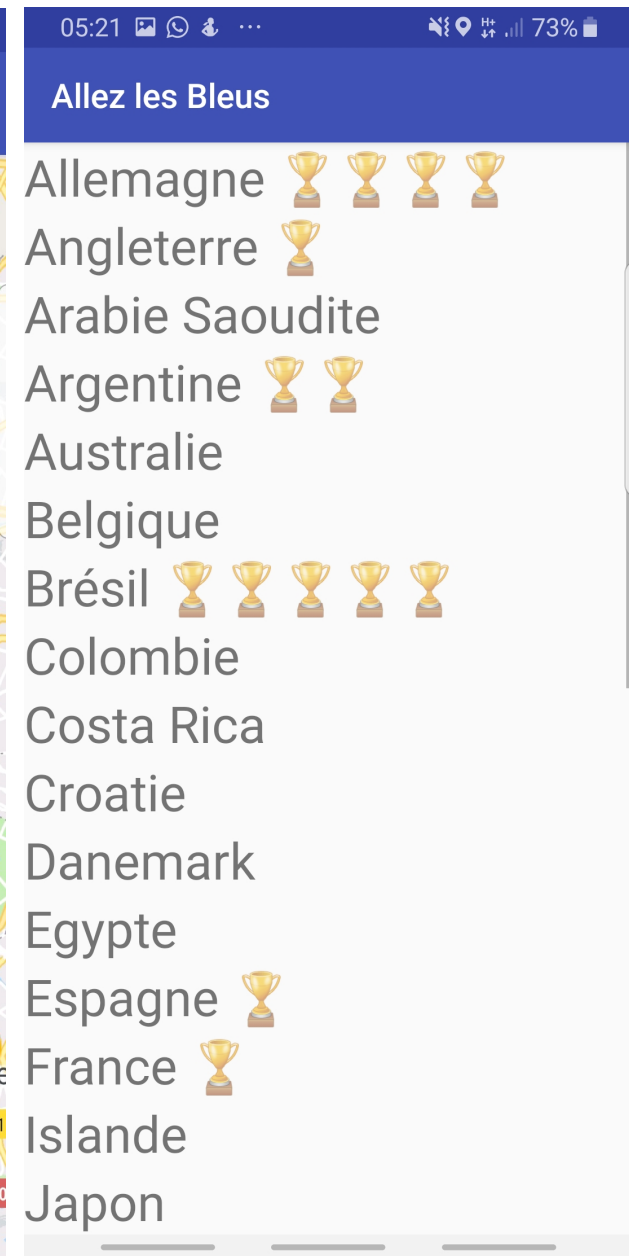 05:21 ... H+ 73%
Allez les Bleus
Allemagne 🏆 🏆 🏆 🏆
Angleterre 🏆
Arabie Saoudite
Argentine 🏆 🏆
Australie
Belgique
Brésil 🏆 🏆 🏆 🏆 🏆
Colombie
Costa Rica
Croatie
Danemark
Egypte
Espagne 🏆
France 🏆
Islande
Japon